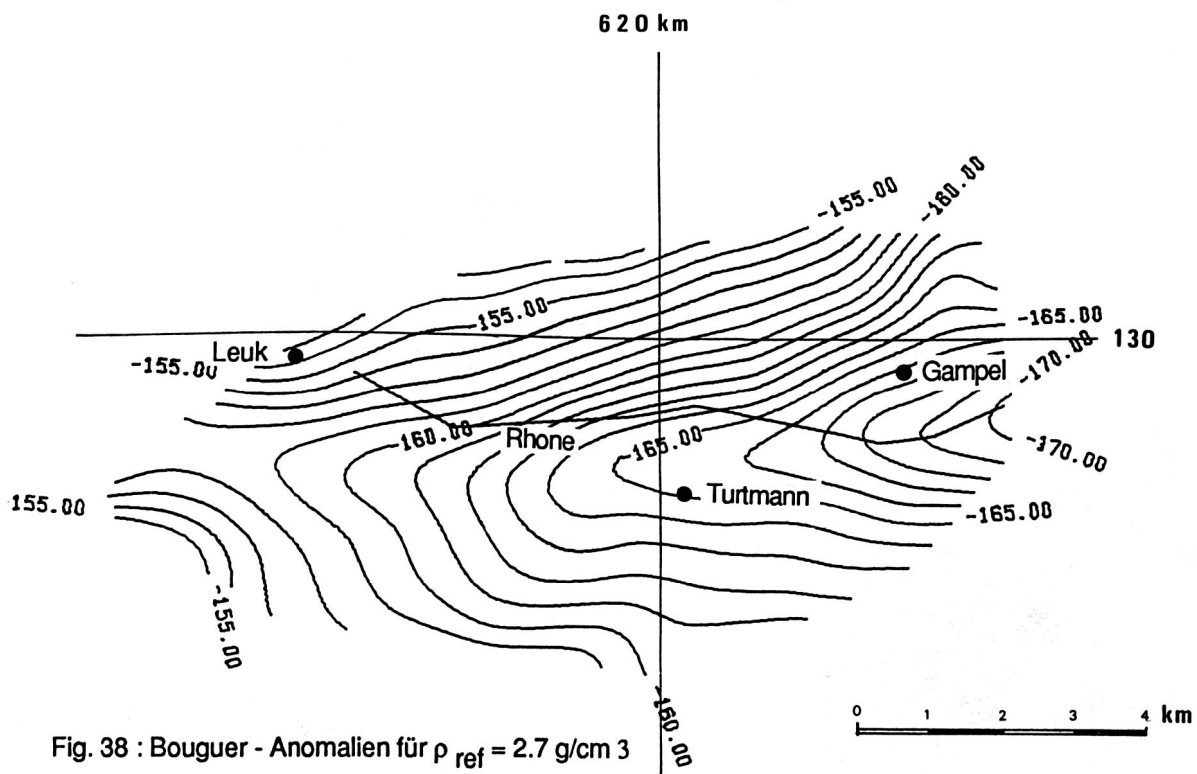 620 km
-155.00
-160.00
-155.00
-165.00
130
Leuk
-155.00
-170.00
Gampel
-160.00
Rhone
-165.00
-170.00
155.00
Turtmann
-165.00
-155.00
-160.00
0 1 2 3 4 km
Fig. 38 : Bouguer - Anomalien für ρ ref = 2.7 g/cm 3